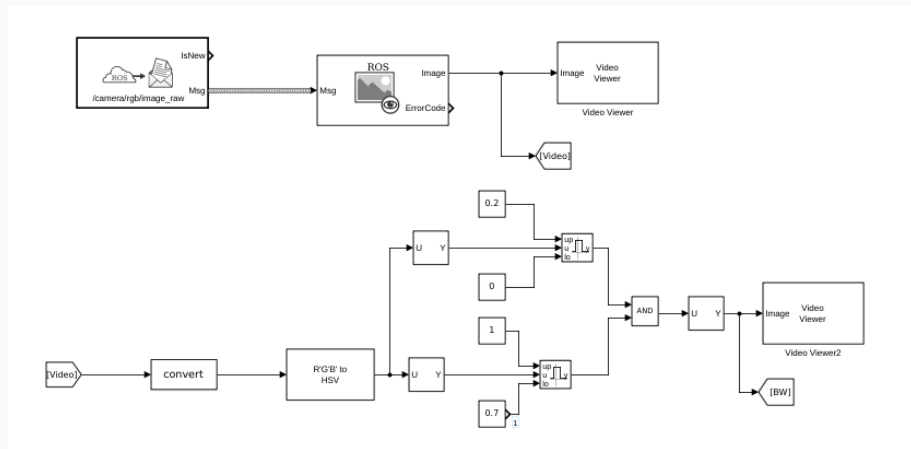 IsNew
ROS
Msg
/camera/rgb/image_raw
ROS
Msg
Image
ErrorCode
Image
Video
Viewer
Video Viewer
[Video]
0.2
U Y
up
u y
lo
0
AND
U Y
Image
Video
Viewer
Video Viewer2
1
[Video]
convert
R'G'B' to
HSV
U Y
up
u y
lo
0.7
1
[BW]